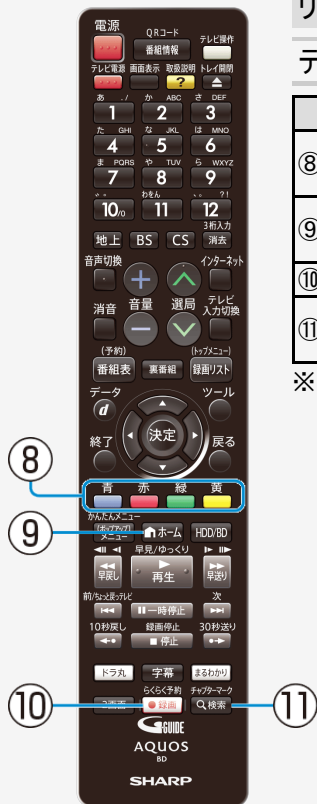 電源
QRコード
番組情報
テレビ操作
テレビ電源 画面表示 取扱説明 トレイ開閉
?
あ ./ か ABC さ DEF
1 2 3
た GHI な JKL は MNO
4 5 6
ま PQRS や TUV ら WXYZ
7 8 9
わをん 、。?!
10/0 11 12
3桁入力
地上 BS CS 消去
音声切換 インターネット
+
消音 音量 選局 テレビ入力切換
−
(予約) (トップメニュー)
番組表 裏番組 録画リスト
データ ツール
d
決定
終了 戻る
⑧
青 赤 緑 黄
かんたんメニュー
(ポップアップ)メニュー ホーム HDD/BD
⑨
早見/ゆっくり
早戻し 再生 早送り
前/ちょっと戻っテレビ 次
一時停止
10秒戻し 録画停止 30秒送り
停止
ドラ丸 字幕 まるわかり
らくらく予約 チャプターマーク
2画面 録画 検索
⑩ ⑪
G-GUIDE
AQUOS
BD
SHARP
⑧
⑨
⑩
⑪
※